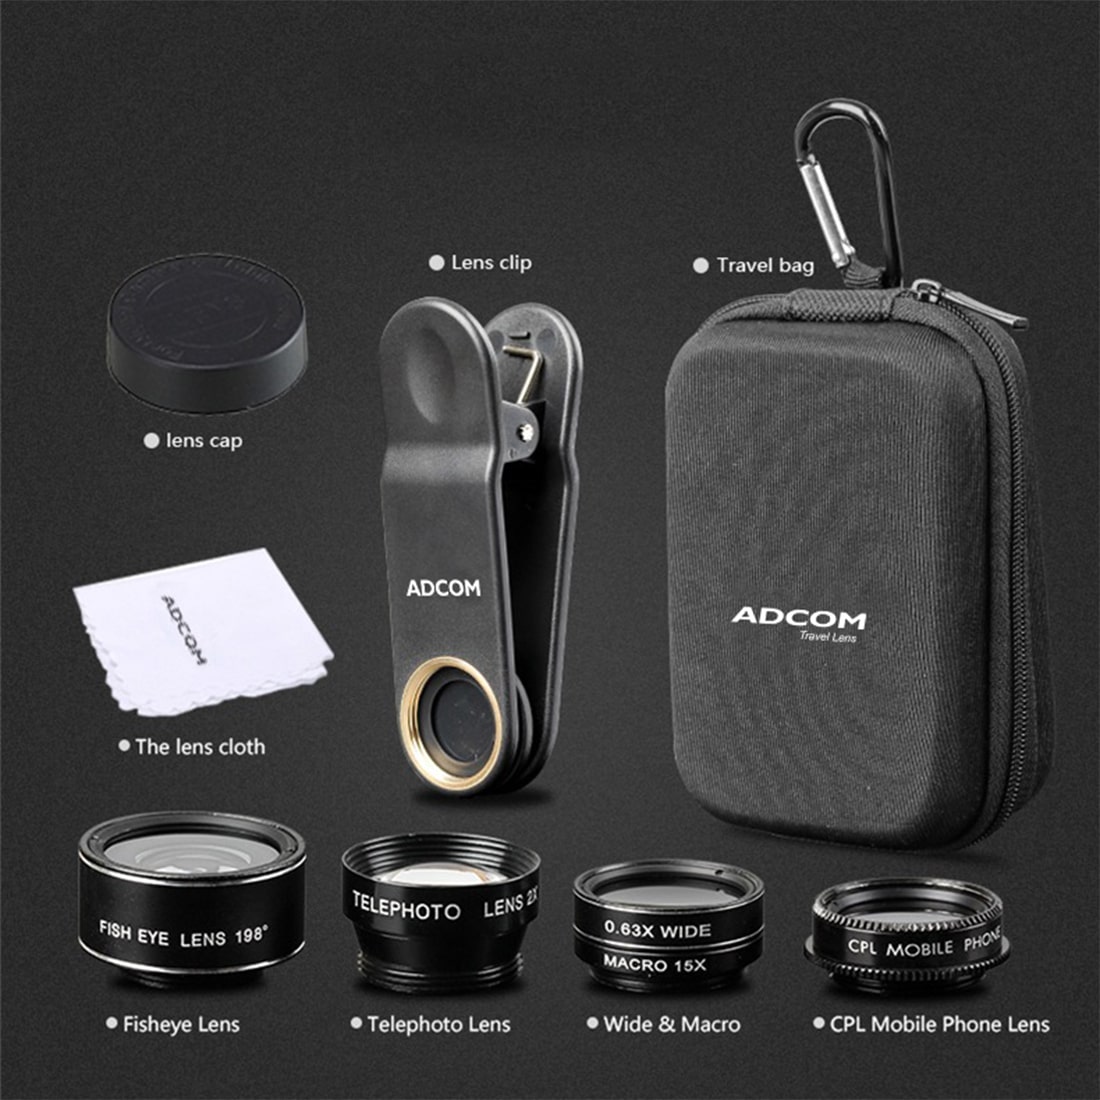 Lens clip
Travel bag
lens cap
ADCOM
ADCOM
Travel Lens
ADCOM
The lens cloth
TELEPHOTO LENS 2X
FISH EYE LENS 198°
0.63X WIDE
MACRO 15X
CPL MOBILE PHONE
Fisheye Lens
Telephoto Lens
Wide & Macro
CPL Mobile Phone Lens